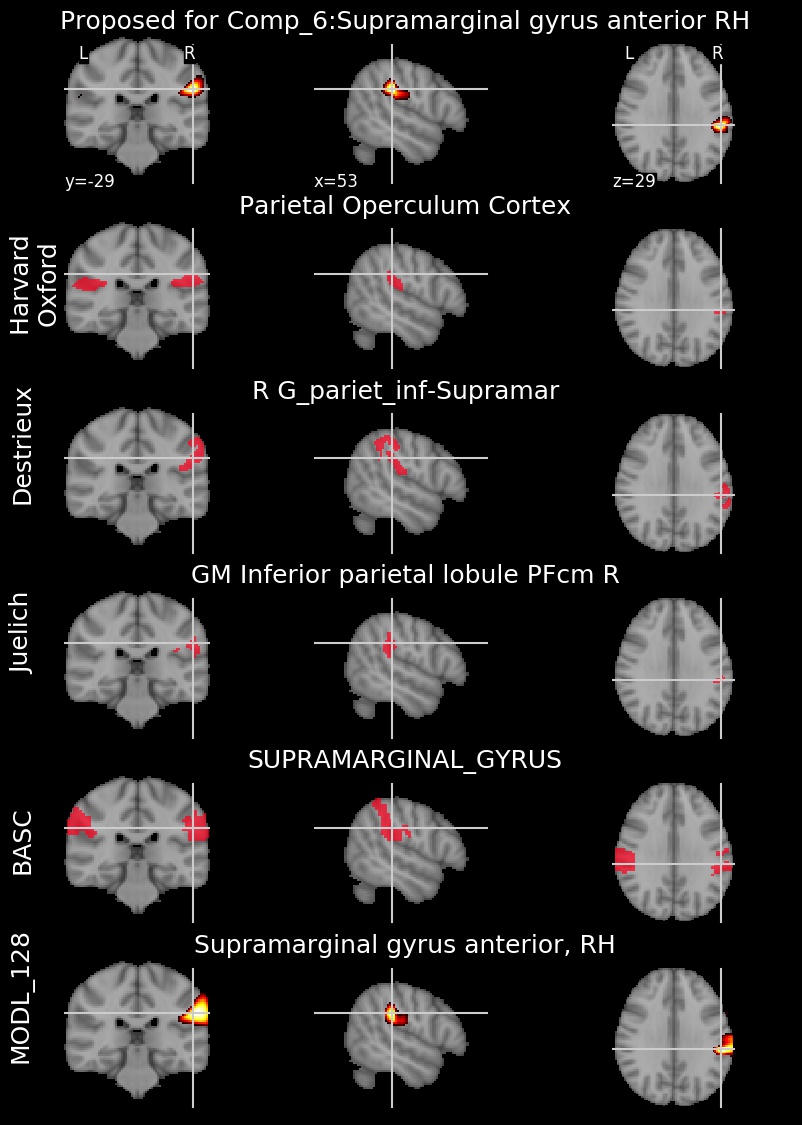 Proposed for Comp_6:Supramarginal gyrus anterior RH
L R L R
y=-29 x=53 z=29
Parietal Operculum Cortex
Harvard
Oxford
R G_pariet_inf-Supramar
Destrieux
GM Inferior parietal lobule PFcm R
Juelich
SUPRAMARGINAL_GYRUS
BASC
Supramarginal gyrus anterior, RH
MODL_128